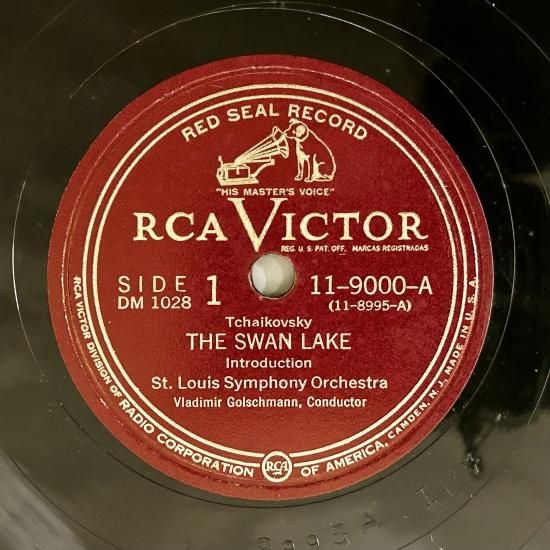 RED SEAL RECORD
"HIS MASTER'S VOICE"
RCA VICTOR
REG. U. S. PAT. OFF. MARCAS REGISTRADAS
SIDE 1
DM 1028
11-9000-A
(11-8995-A)
Tchaikovsky
THE SWAN LAKE
Introduction
St. Louis Symphony Orchestra
Vladimir Golschmann, Conductor
RCA VICTOR DIVISION OF RADIO CORPORATION RCA OF AMERICA, CAMDEN, N. J., MADE IN U. S. A.
8995A